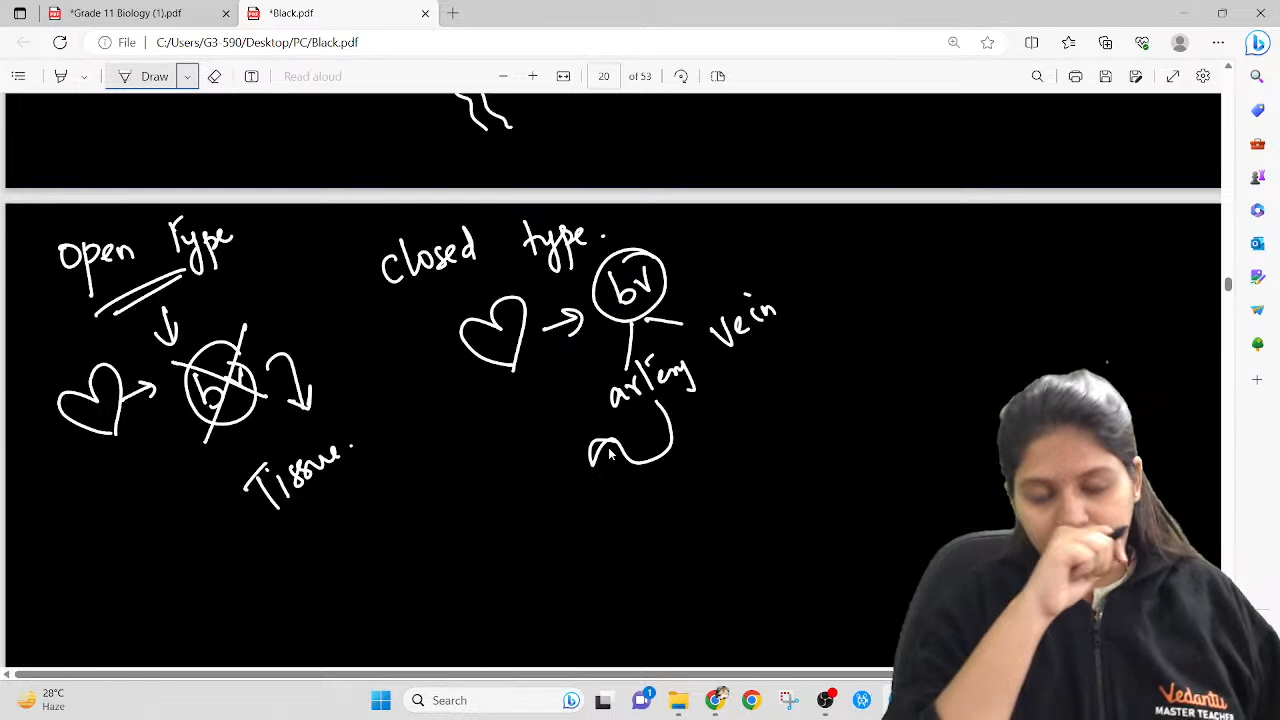 *Grade 11 Biology (1).pdf
*Black.pdf
File C:/Users/G3-590/Desktop/PC/Black.pdf
Draw
Read aloud
20 of 53
open Type
closed type.
bv
bv
vein
artery
Tissue.
Vedantu
MASTER TEACHER
28°C
Haze
Search
1